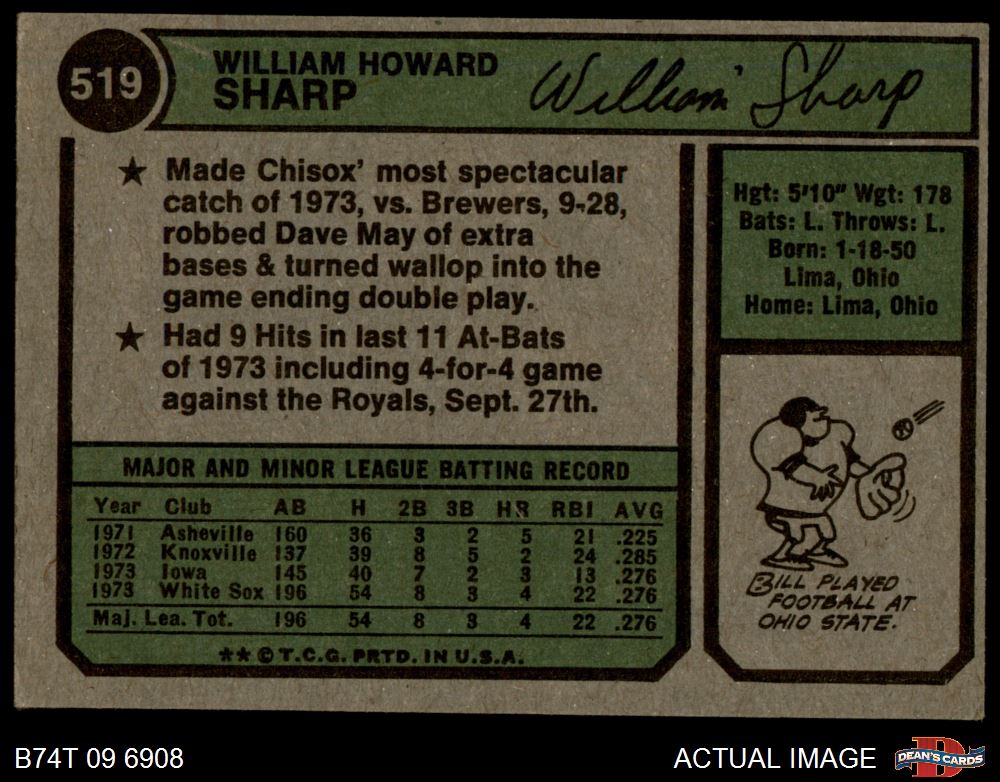 519
WILLIAM HOWARD
SHARP
William Sharp
★ Made Chisox' most spectacular
catch of 1973, vs. Brewers, 9-28,
robbed Dave May of extra
bases & turned wallop into the
game ending double play.
★ Had 9 Hits in last 11 At-Bats
of 1973 including 4-for-4 game
against the Royals, Sept. 27th.
Hgt: 5'10" Wgt: 178
Bats: L. Throws: L.
Born: 1-18-50
Lima, Ohio
Home: Lima, Ohio
MAJOR AND MINOR LEAGUE BATTING RECORD
Year Club AB H 2B 3B HR RBI AVG
1971 Asheville 160 36 3 2 5 21 .225
1972 Knoxville 137 39 8 5 2 24 .285
1973 Iowa 145 40 7 2 3 13 .276
1973 White Sox 196 54 8 3 4 22 .276
Maj. Lea. Tot. 196 54 8 3 4 22 .276
★★ © T.C.G. PRTD. IN U.S.A.
BILL PLAYED
FOOTBALL AT
OHIO STATE.
B74T 09 6908
ACTUAL IMAGE
D
DEAN'S CARDS